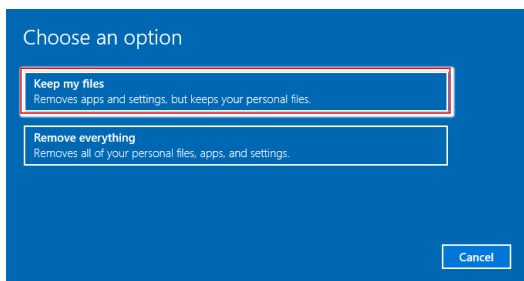 Choose an option
Keep my files
Removes apps and settings, but keeps your personal files.
Remove everything
Removes all of your personal files, apps, and settings.
Cancel